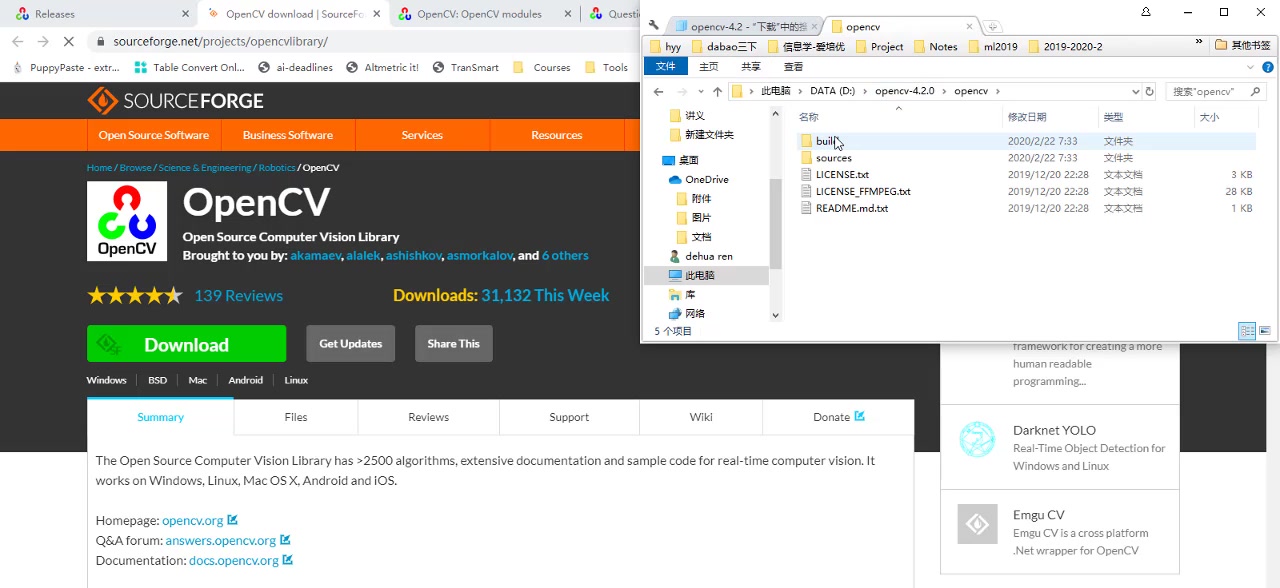 Releases
OpenCV download | SourceFo
OpenCV: OpenCV modules
Questi
sourceforge.net/projects/opencvlibrary/
PuppyPaste - extr...
Table Convert Onl...
ai-deadlines
Altmetric it!
TranSmart
Courses
Tools
SOURCEFORGE
Open Source Software
Business Software
Services
Resources
Home / Browse / Science & Engineering / Robotics / OpenCV
OpenCV
OpenCV
Open Source Computer Vision Library
Brought to you by: akamaev, alalek, ashishkov, asmorkalov, and 6 others
139 Reviews
Downloads: 31,132 This Week
Download
Get Updates
Share This
Windows
BSD
Mac
Android
Linux
Summary
Files
Reviews
Support
Wiki
Donate
The Open Source Computer Vision Library has >2500 algorithms, extensive documentation and sample code for real-time computer vision. It
works on Windows, Linux, Mac OS X, Android and iOS.
Homepage: opencv.org
Q&A forum: answers.opencv.org
Documentation: docs.opencv.org
opencv-4.2 - "下载"中的搜
opencv
hyy
dabao三下
信息学-爱培优
Project
Notes
ml2019
2019-2020-2
»
其他书签
文件
主页
共享
查看
此电脑 › DATA (D:) › opencv-4.2.0 › opencv ›
搜索"opencv"
讲义
新建文件夹
桌面
OneDrive
附件
图片
文档
dehua ren
此电脑
库
网络
名称
修改日期
类型
大小
build
2020/2/22 7:33
文件夹
sources
2020/2/22 7:33
文件夹
LICENSE.txt
2019/12/20 22:28
文本文档
3 KB
LICENSE_FFMPEG.txt
2019/12/20 22:28
文本文档
28 KB
README.md.txt
2019/12/20 22:28
文本文档
1 KB
5 个项目
framework for creating a more
human readable
programming...
Darknet YOLO
Real-Time Object Detection for
Windows and Linux
Emgu CV
Emgu CV is a cross platform
.Net wrapper for OpenCV